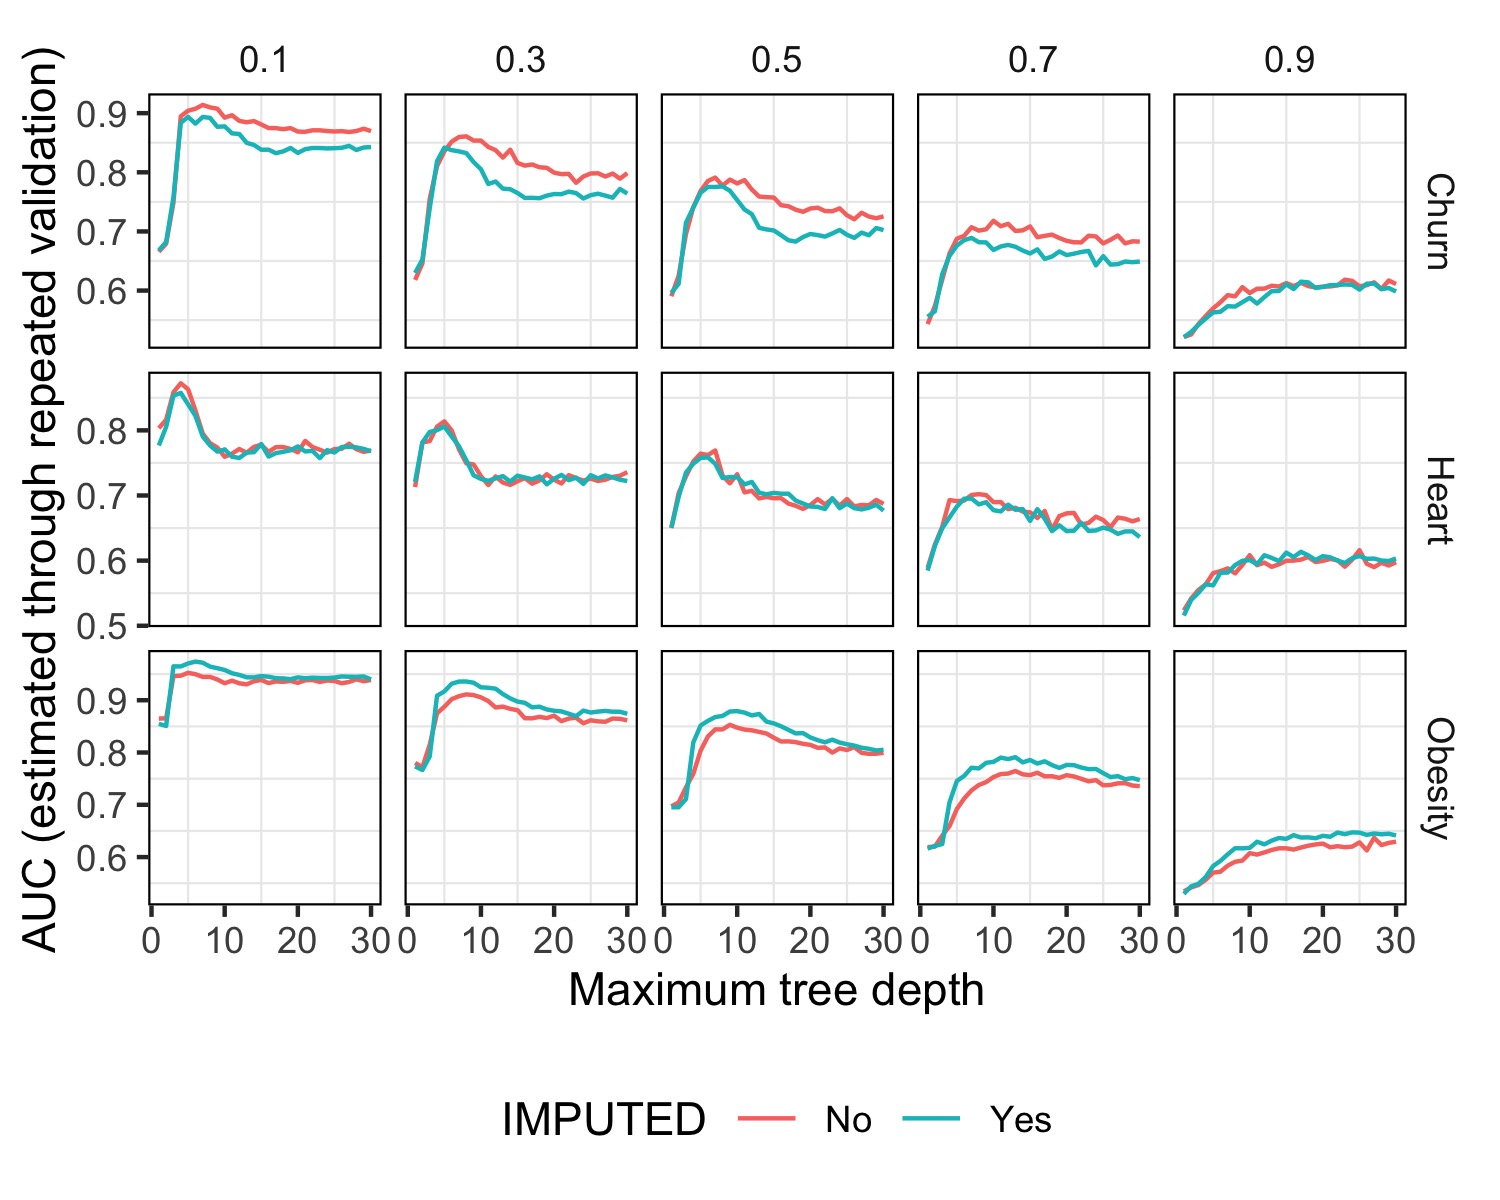 0.1 0.3 0.5 0.7 0.9
AUC (estimated through repeated validation)
0.9
0.8
0.7
0.6
Churn
0.8
0.7
0.6
0.5
Heart
0.9
0.8
0.7
0.6
Obesity
0 10 20 30 0 10 20 30 0 10 20 30 0 10 20 30 0 10 20 30
Maximum tree depth
IMPUTED No Yes